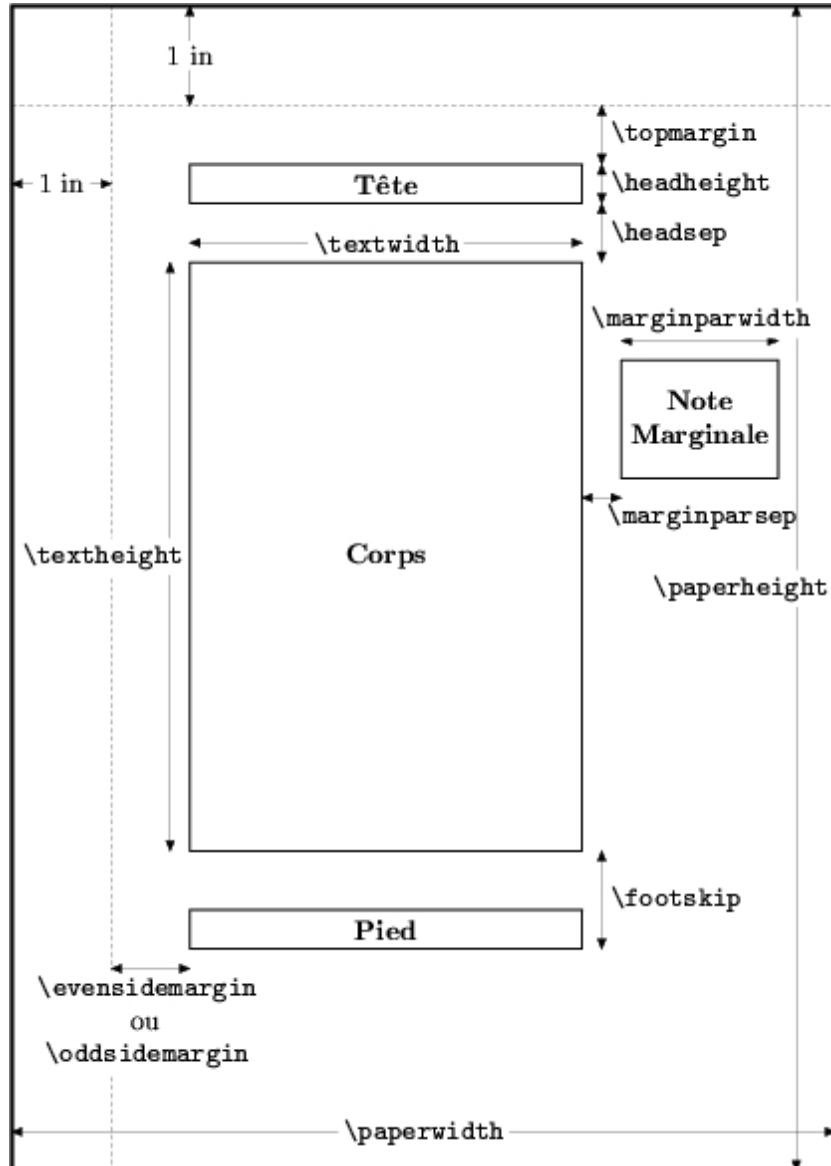 1 in
\topmargin
1 in
Tête
\headheight
\headsep
\textwidth
\marginparwidth
Note
Marginale
\marginparsep
\textheight
Corps
\paperheight
\footskip
Pied
\evensidemargin
ou
\oddsidemargin
\paperwidth